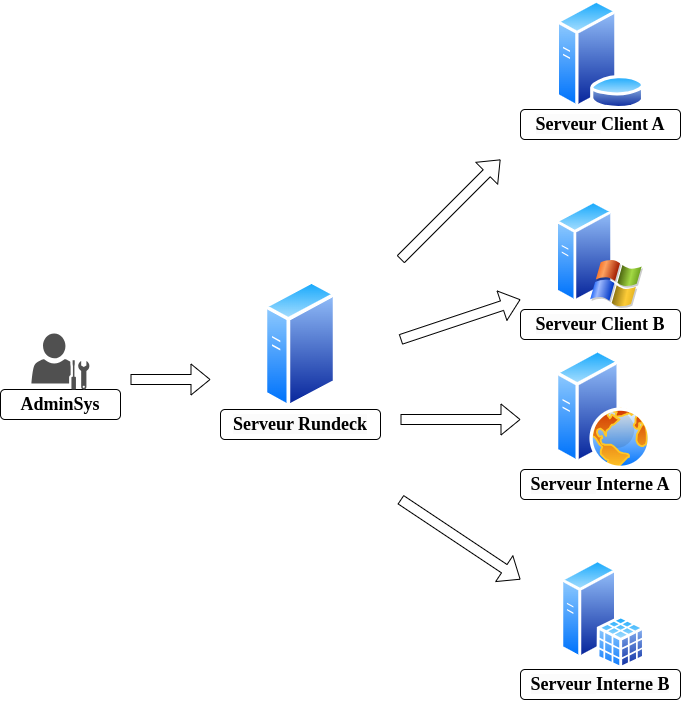 Serveur Client A
Serveur Client B
AdminSys
Serveur Rundeck
Serveur Interne A
Serveur Interne B